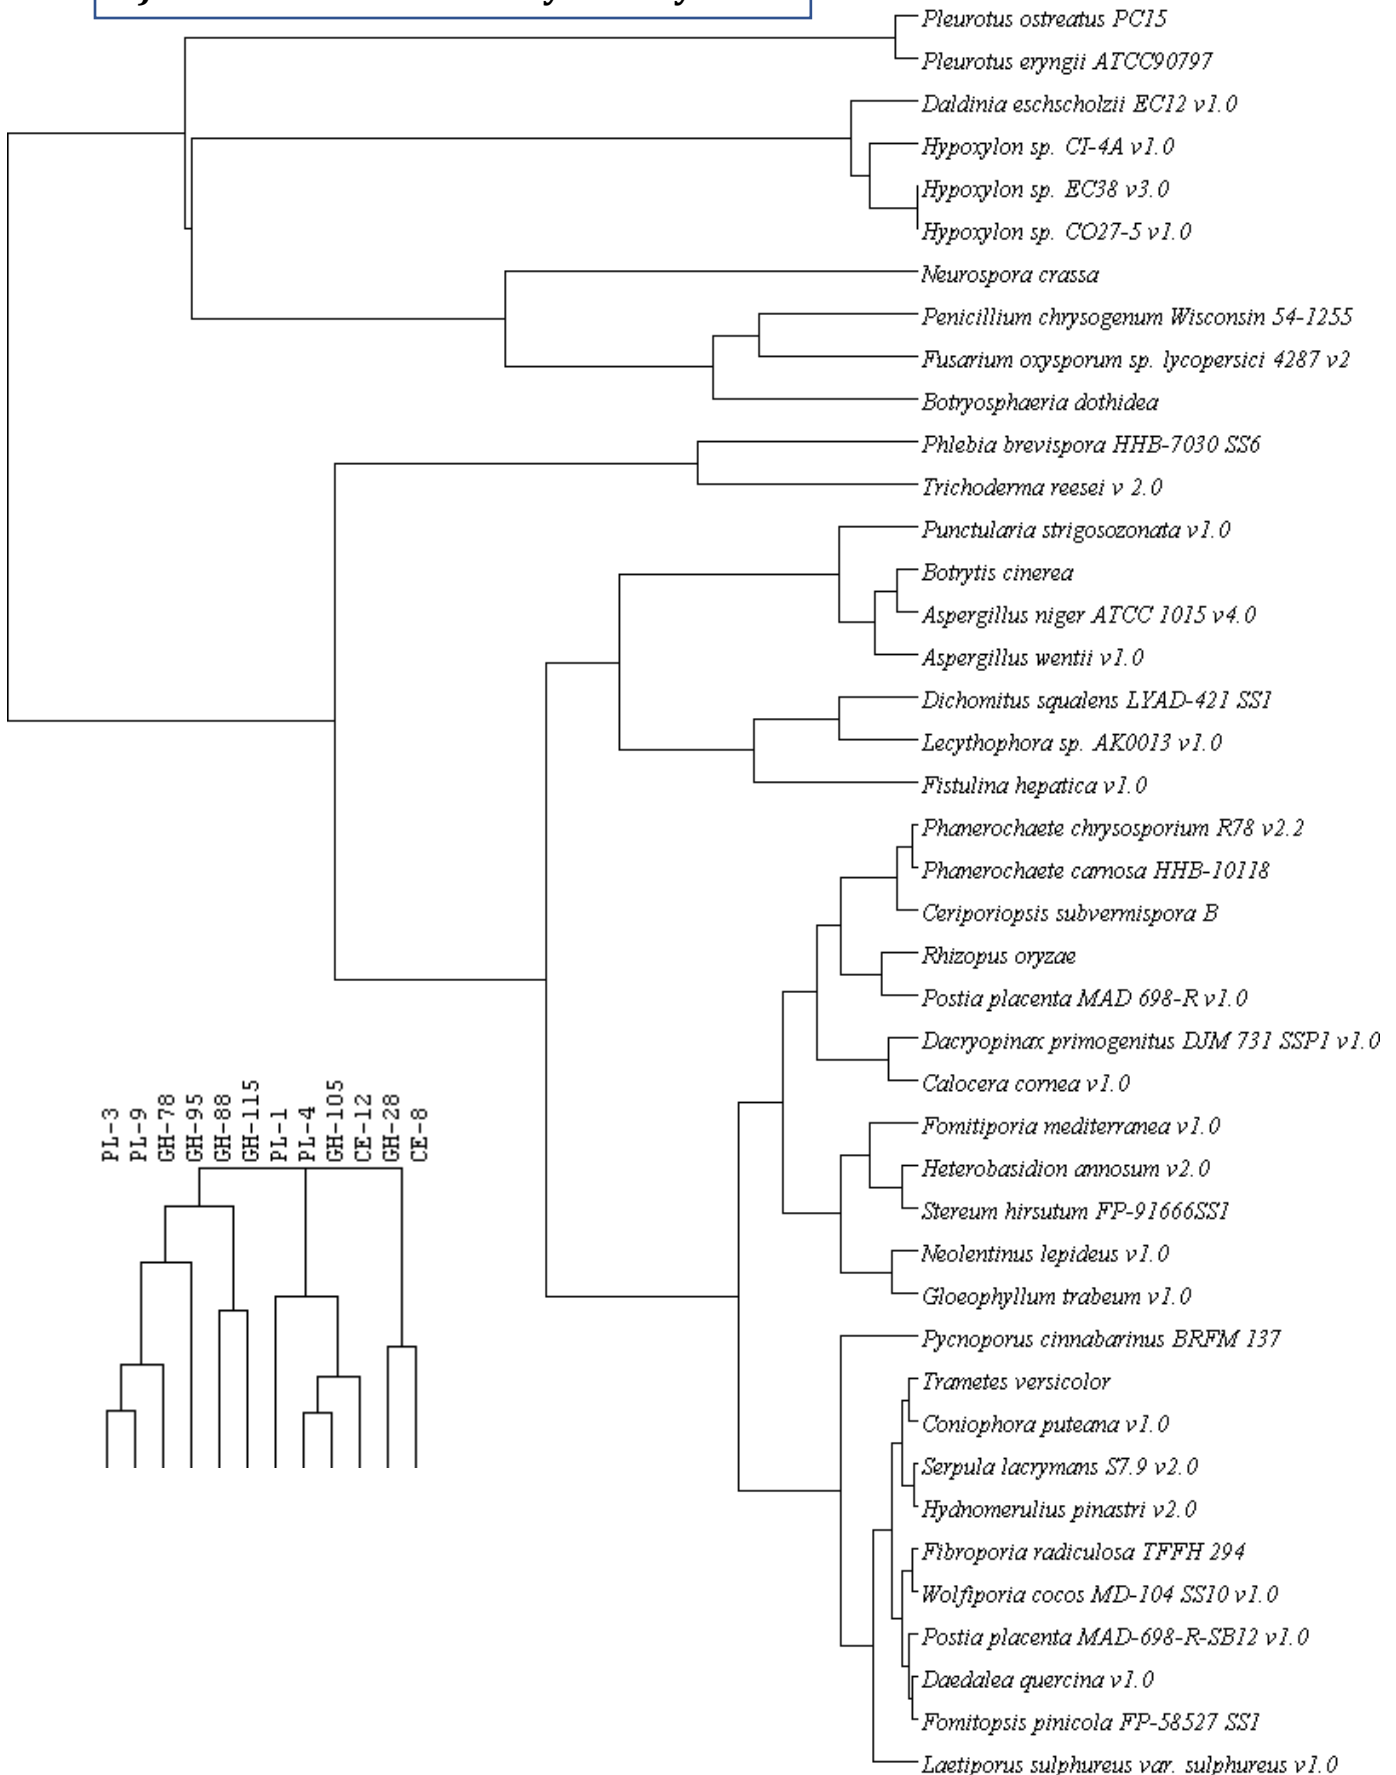 Pleurotus ostreatus PC15
Pleurotus eryngii ATCC90797
Daldinia eschscholzii EC12 v1.0
Hypoxylon sp. CI-4A v1.0
Hypoxylon sp. EC38 v3.0
Hypoxylon sp. CO27-5 v1.0
Neurospora crassa
Penicillium chrysogenum Wisconsin 54-1255
Fusarium oxysporum sp. lycopersici 4287 v2
Botryosphaeria dothidea
Phlebia brevispora HHB-7030 SS6
Trichoderma reesei v 2.0
Punctularia strigosozonata v1.0
Botrytis cinerea
Aspergillus niger ATCC 1015 v4.0
Aspergillus wentii v1.0
Dichomitus squalens LYAD-421 SS1
Lecythophora sp. AK0013 v1.0
Fistulina hepatica v1.0
Phanerochaete chrysosporium R78 v2.2
Phanerochaete carnosa HHB-10118
Ceriporiopsis subvermispora B
Rhizopus oryzae
Postia placenta MAD 698-R v1.0
Dacryopinax primogenitus DJM 731 SSP1 v1.0
Calocera cornea v1.0
Fomitiporia mediterranea v1.0
Heterobasidion annosum v2.0
Stereum hirsutum FP-91666SS1
Neolentinus lepideus v1.0
Gloeophyllum trabeum v1.0
Pycnoporus cinnabarinus BRFM 137
Trametes versicolor
Coniophora puteana v1.0
Serpula lacrymans S7.9 v2.0
Hydnomerulius pinastri v2.0
Fibroporia radiculosa TFFH 294
Wolfiporia cocos MD-104 SS10 v1.0
Postia placenta MAD-698-R-SB12 v1.0
Daedalea quercina v1.0
Fomitopsis pinicola FP-58527 SS1
Laetiporus sulphureus var. sulphureus v1.0
PL-3
PL-9
GH-78
GH-95
GH-88
GH-115
PL-1
PL-4
GH-105
CE-12
GH-28
CE-8